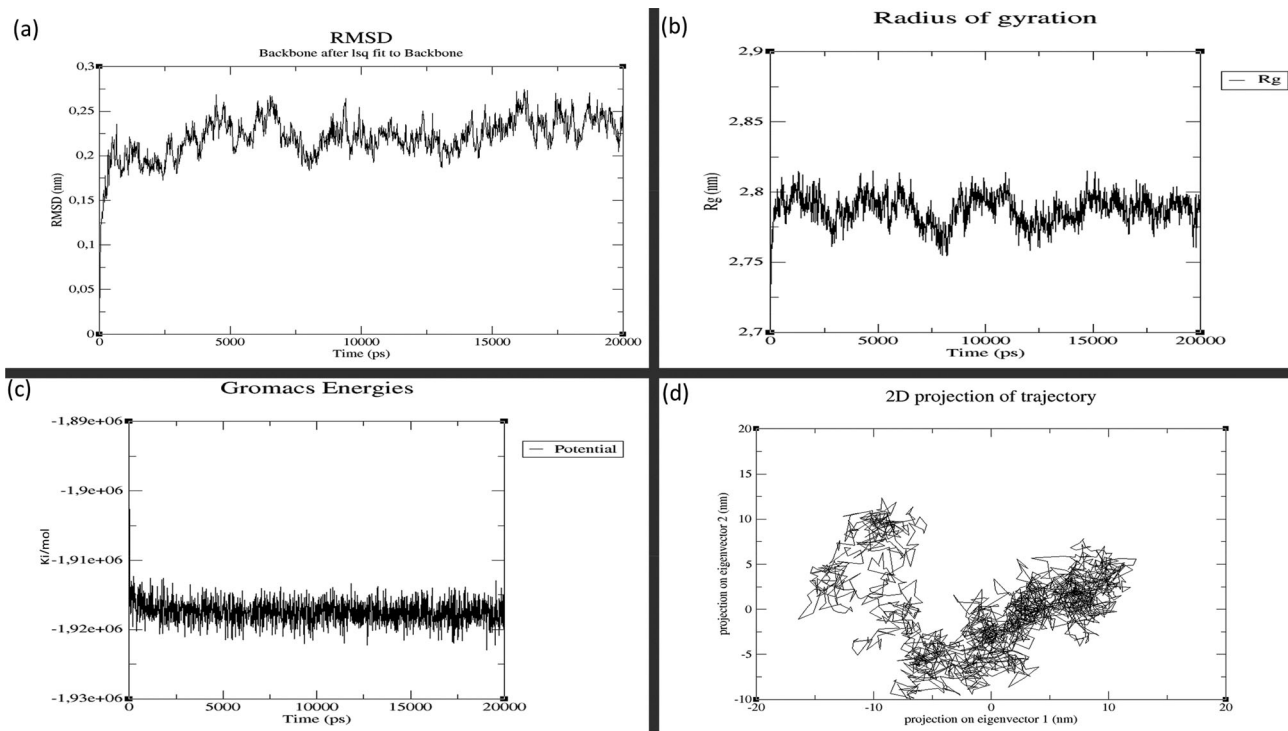 (a)
RMSD
Backbone after lsq fit to Backbone
0,3
0,25
0,2
0,15
0,1
0,05
0
RMSD (nm)
0 5000 10000 15000 20000
Time (ps)
(b)
Radius of gyration
2,9
2,85
2,8
2,75
2,7
Rg (nm)
Rg
0 5000 10000 15000 20000
Time (ps)
(c)
Gromacs Energies
-1,89e+06
-1,9e+06
-1,91e+06
-1,92e+06
-1,93e+06
Kj/mol
Potential
0 5000 10000 15000 20000
Time (ps)
(d)
2D projection of trajectory
20
15
10
5
0
-5
-10
projection on eigenvector 2 (nm)
-20 -10 0 10 20
projection on eigenvector 1 (nm)